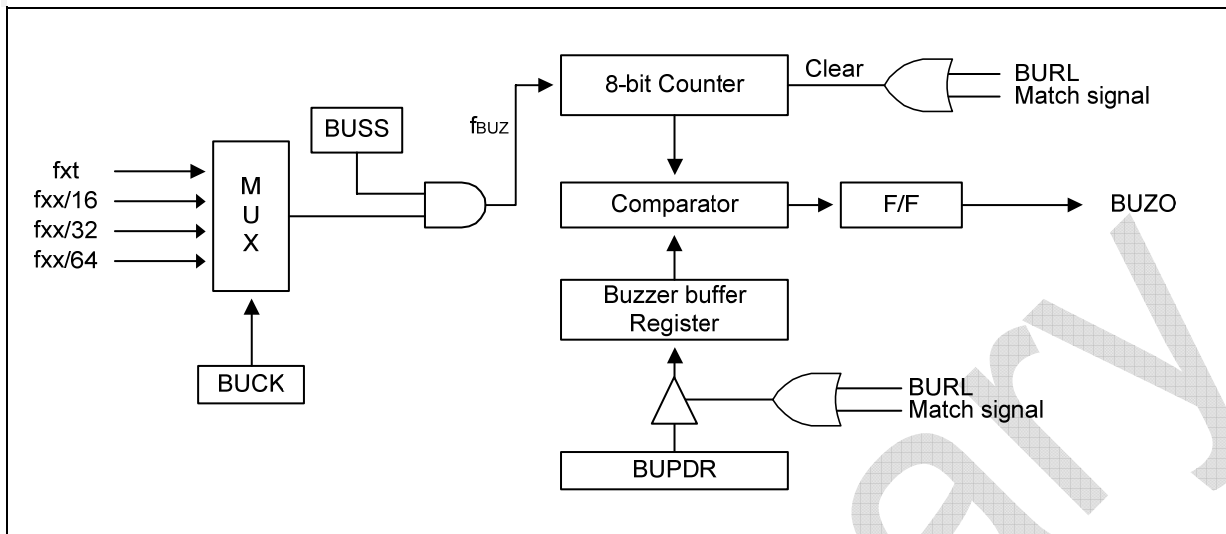 8-bit Counter
Clear
BURL
Match signal
BUSS
fBUZ
fxt
fxx/16
fxx/32
fxx/64
M
U
X
Comparator
F/F
BUZO
Buzzer buffer
Register
BUCK
BURL
Match signal
BUPDR
ary